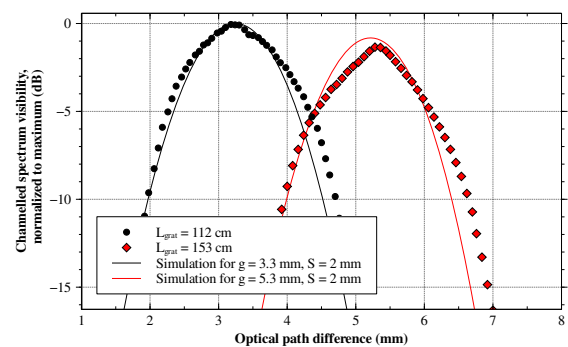 Channelled spectrum visibility,
normalized to maximum (dB)
0
−5
−10
−15
L_grat = 112 cm
L_grat = 153 cm
Simulation for g = 3.3 mm, S = 2 mm
Simulation for g = 5.3 mm, S = 2 mm
1 2 3 4 5 6 7 8
Optical path difference (mm)